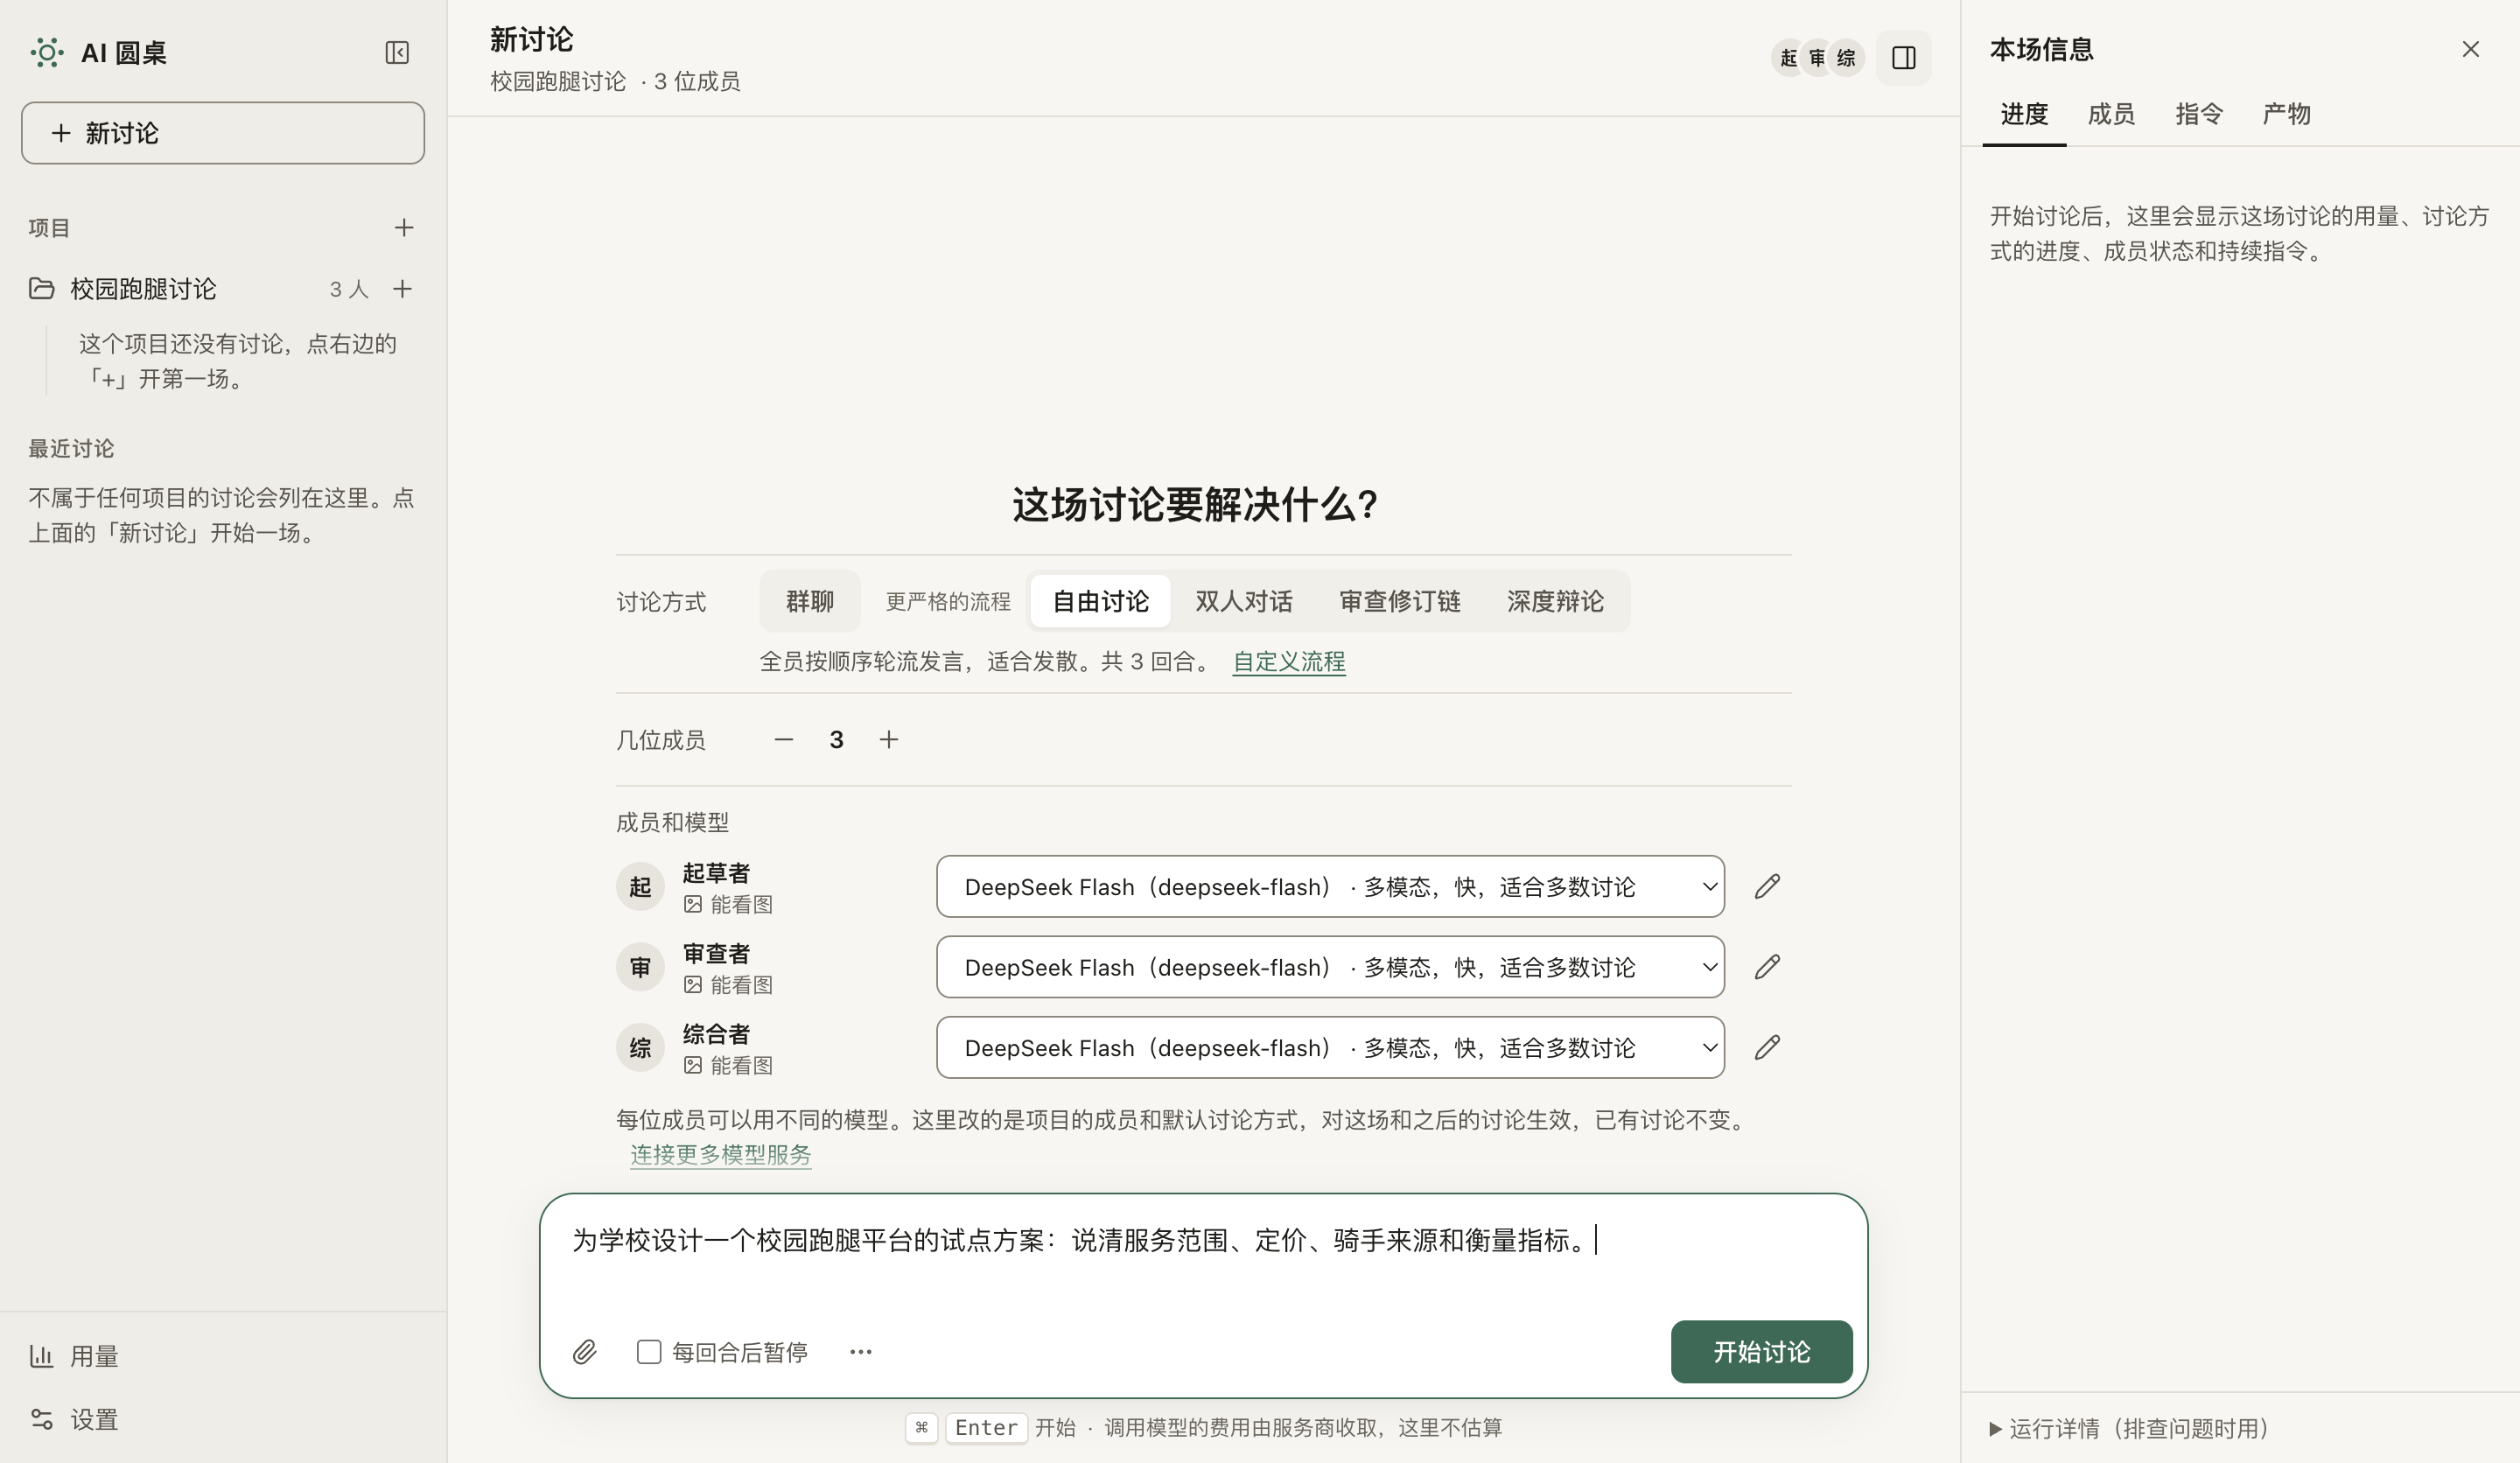 AI 圆桌
新讨论
项目
校园跑腿讨论 3 人
这个项目还没有讨论，点右边的
「+」开第一场。
最近讨论
不属于任何项目的讨论会列在这里。点
上面的「新讨论」开始一场。
用量
设置
新讨论
校园跑腿讨论 · 3 位成员
起 审 综
这场讨论要解决什么？
讨论方式 群聊 更严格的流程 自由讨论 双人对话 审查修订链 深度辩论
全员按顺序轮流发言，适合发散。共 3 回合。 自定义流程
几位成员 — 3 +
成员和模型
起 起草者
能看图
DeepSeek Flash（deepseek-flash） · 多模态，快，适合多数讨论
审 审查者
能看图
DeepSeek Flash（deepseek-flash） · 多模态，快，适合多数讨论
综 综合者
能看图
DeepSeek Flash（deepseek-flash） · 多模态，快，适合多数讨论
每位成员可以用不同的模型。这里改的是项目的成员和默认讨论方式，对这场和之后的讨论生效，已有讨论不变。
连接更多模型服务
为学校设计一个校园跑腿平台的试点方案：说清服务范围、定价、骑手来源和衡量指标。
每回合后暂停 ···
开始讨论
⌘ Enter 开始 · 调用模型的费用由服务商收取，这里不估算
本场信息
进度 成员 指令 产物
开始讨论后，这里会显示这场讨论的用量、讨论方
式的进度、成员状态和持续指令。
▶ 运行详情（排查问题时用）